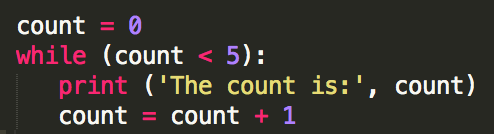 count = 0
while (count < 5):
    print ('The count is:', count)
    count = count + 1